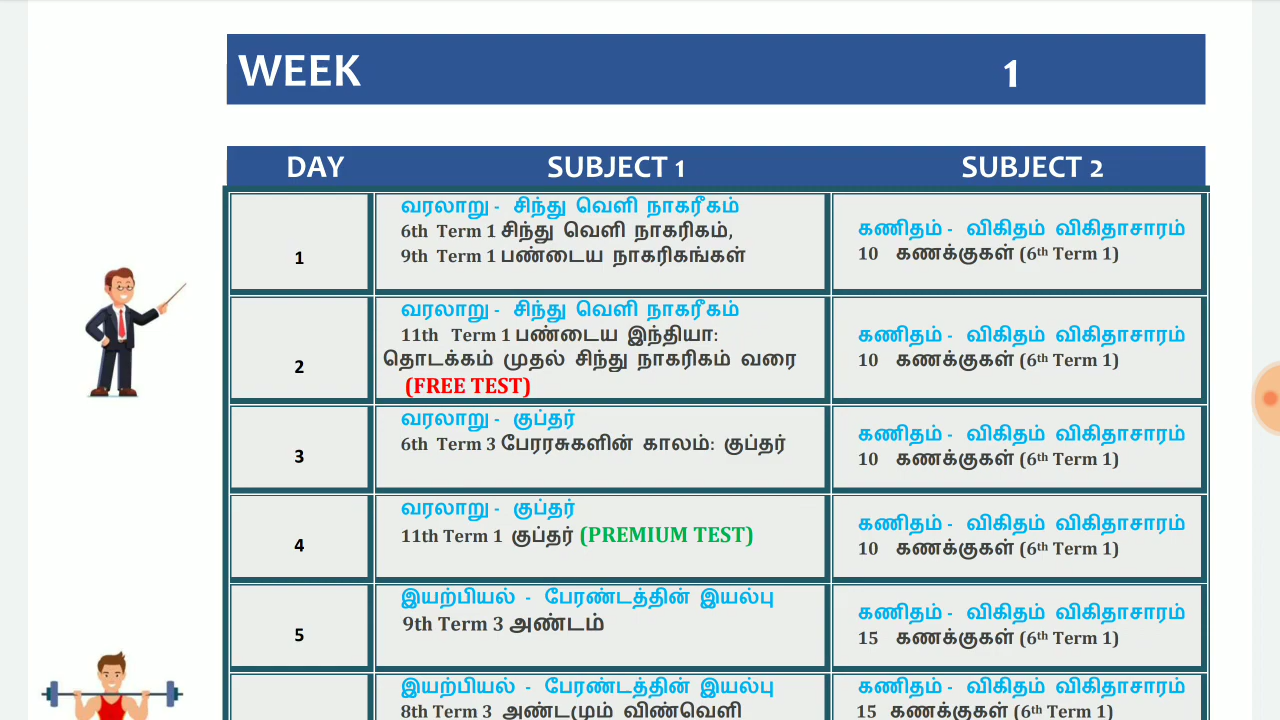 WEEK 1
DAY SUBJECT 1 SUBJECT 2
1
வரலாறு - சிந்து வெளி நாகரீகம்
6th Term 1 சிந்து வெளி நாகரிகம்,
9th Term 1 பண்டைய நாகரிகங்கள்
கணிதம் - விகிதம் விகிதாசாரம்
10 கணக்குகள் (6th Term 1)
2
வரலாறு - சிந்து வெளி நாகரீகம்
11th Term 1 பண்டைய இந்தியா:
தொடக்கம் முதல் சிந்து நாகரிகம் வரை
(FREE TEST)
கணிதம் - விகிதம் விகிதாசாரம்
10 கணக்குகள் (6th Term 1)
3
வரலாறு - குப்தர்
6th Term 3 பேரரசுகளின் காலம்: குப்தர்
கணிதம் - விகிதம் விகிதாசாரம்
10 கணக்குகள் (6th Term 1)
4
வரலாறு - குப்தர்
11th Term 1 குப்தர் (PREMIUM TEST)
கணிதம் - விகிதம் விகிதாசாரம்
10 கணக்குகள் (6th Term 1)
5
இயற்பியல் - பேரண்டத்தின் இயல்பு
9th Term 3 அண்டம்
கணிதம் - விகிதம் விகிதாசாரம்
15 கணக்குகள் (6th Term 1)
இயற்பியல் - பேரண்டத்தின் இயல்பு
8th Term 3 அண்டமும் விண்வெளி
கணிதம் - விகிதம் விகிதாசாரம்
15 கணக்குகள் (6th Term 1)